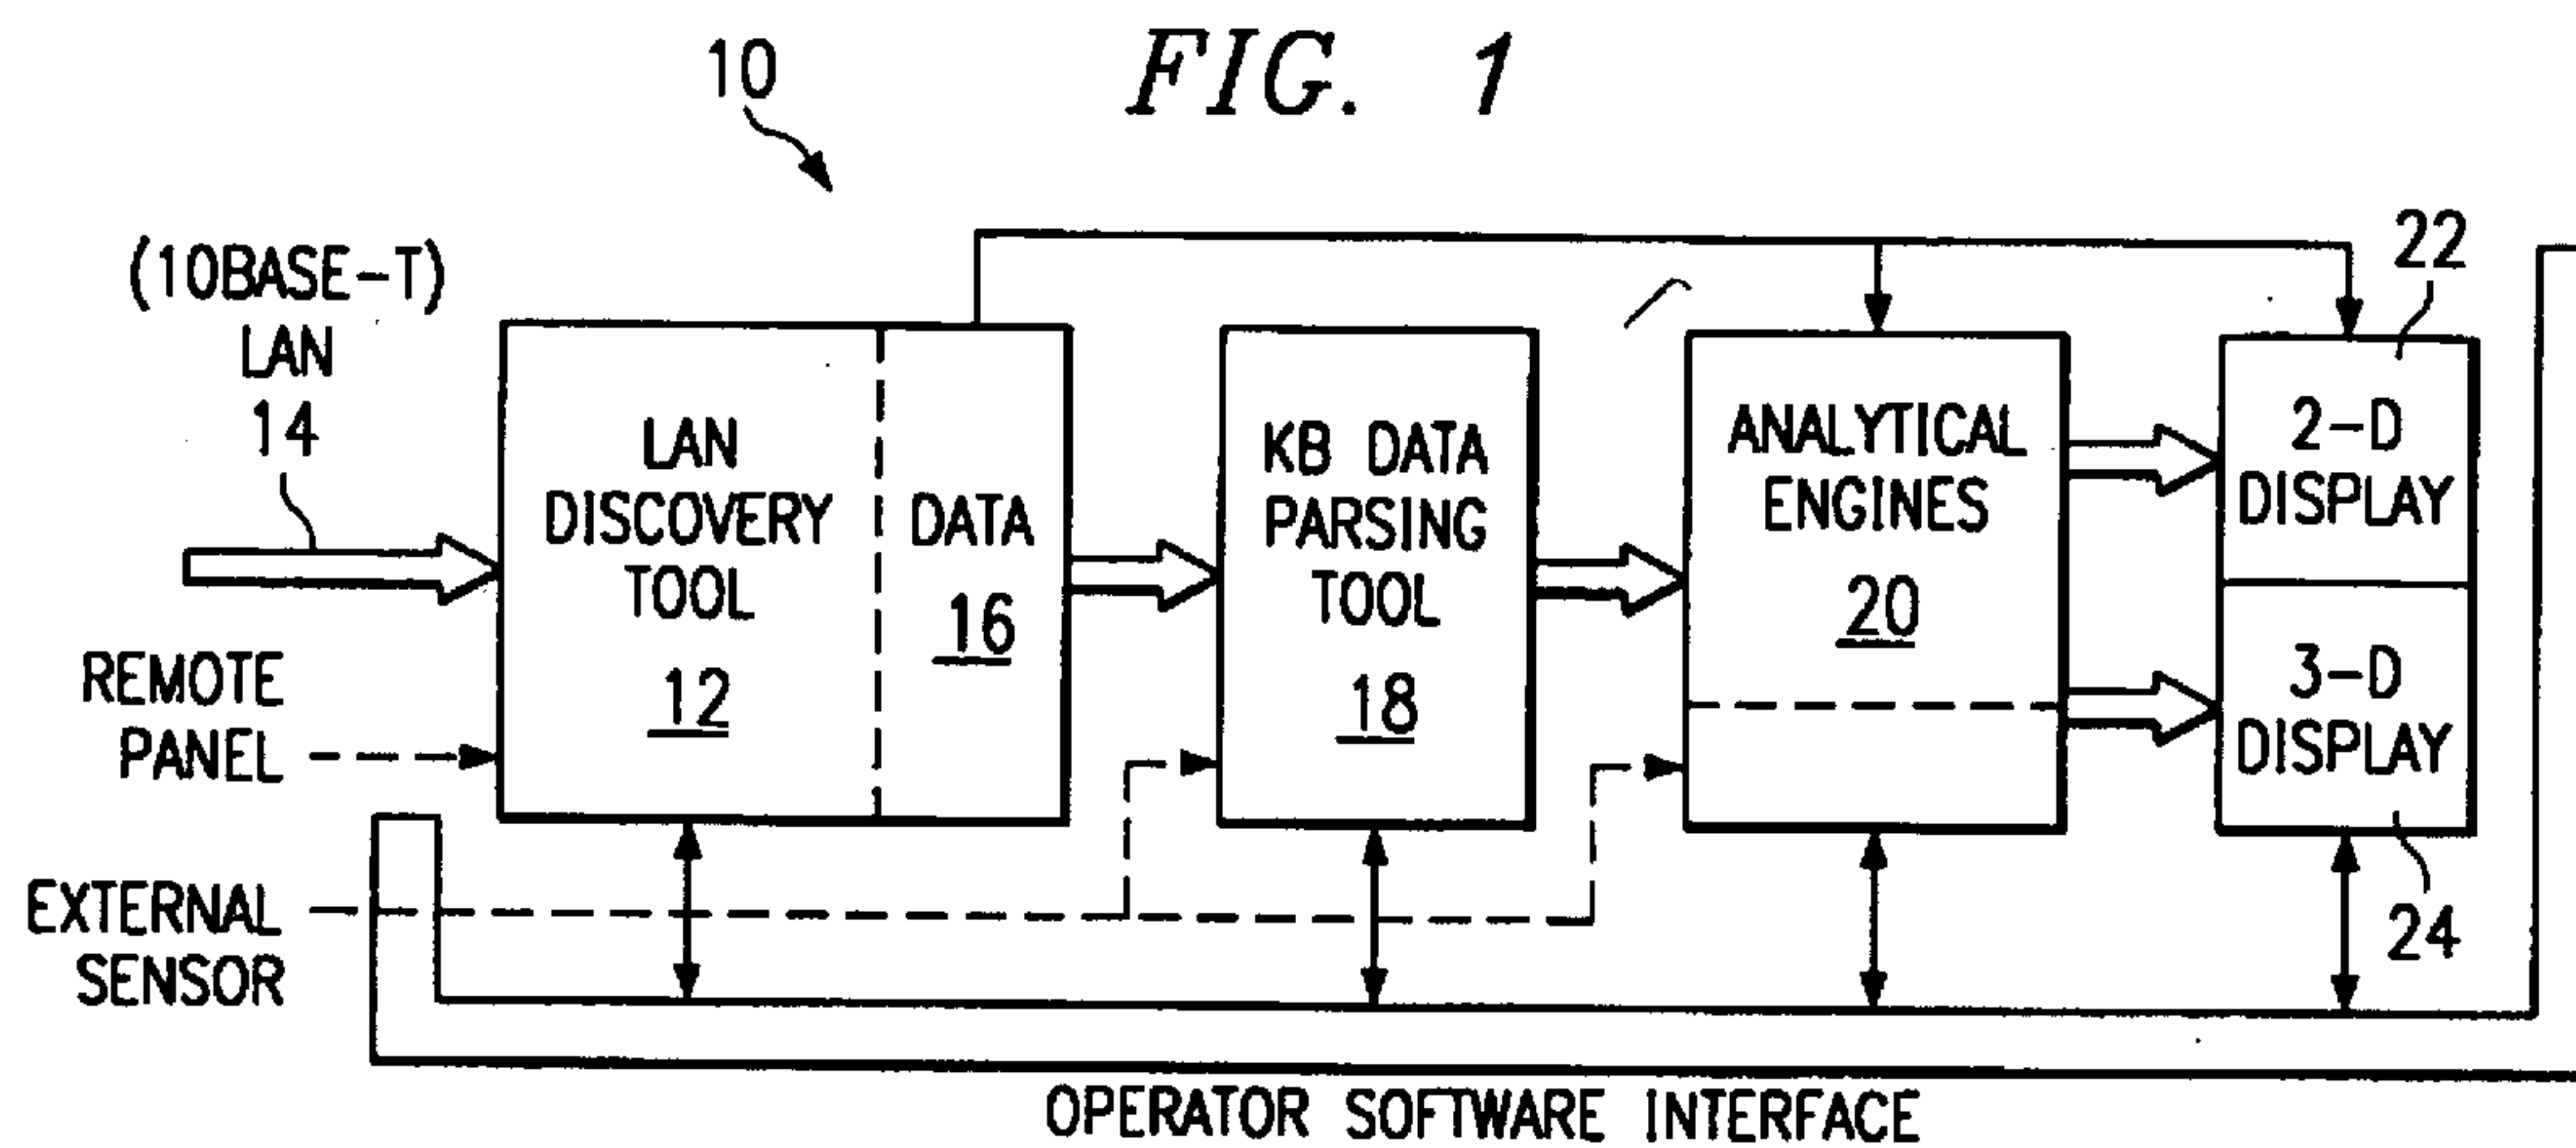 FIG. 1
10
(10BASE-T)
LAN
14
REMOTE
PANEL
EXTERNAL
SENSOR
LAN
DISCOVERY
TOOL
12
DATA
16
KB DATA
PARSING
TOOL
18
ANALYTICAL
ENGINES
20
22
2-D
DISPLAY
3-D
DISPLAY
24
OPERATOR SOFTWARE INTERFACE